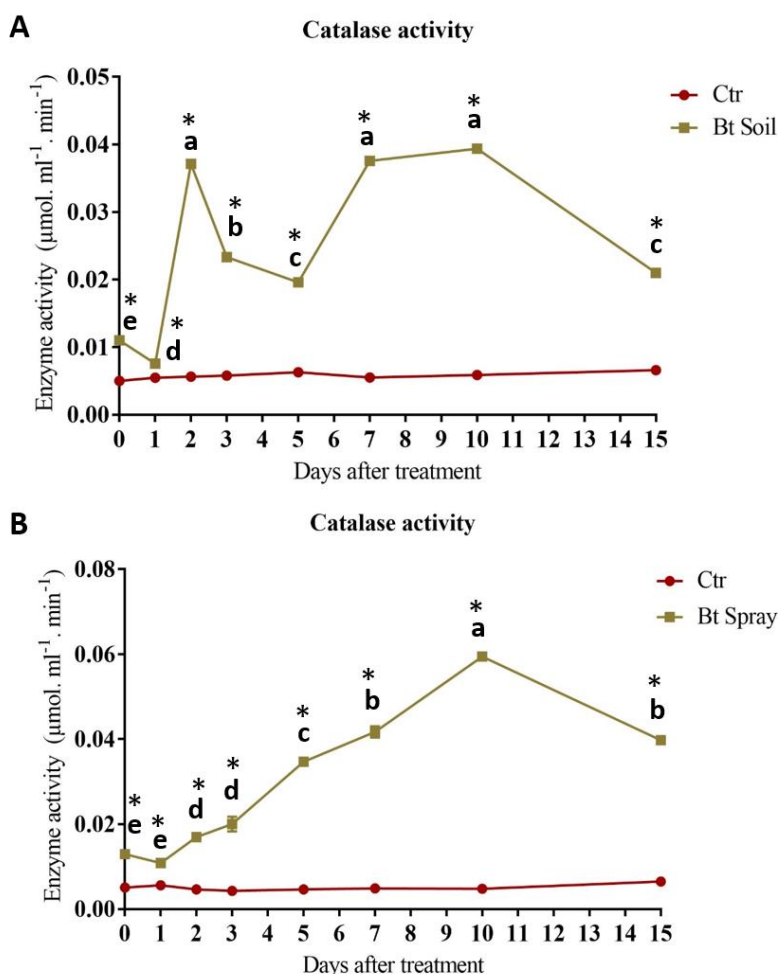 A
Catalase activity
Enzyme activity (µmol. ml⁻¹. min⁻¹)
0.05
0.04
0.03
0.02
0.01
0.00
* e
* d
* a
* b
* c
* a
* a
* c
Ctr
Bt Soil
0 1 2 3 4 5 6 7 8 9 10 11 12 13 14 15
Days after treatment
B
Catalase activity
Enzyme activity (µmol. ml⁻¹. min⁻¹)
0.08
0.06
0.04
0.02
0.00
* e
* e
* d
* d
* c
* b
* a
* b
Ctr
Bt Spray
0 1 2 3 4 5 6 7 8 9 10 11 12 13 14 15
Days after treatment